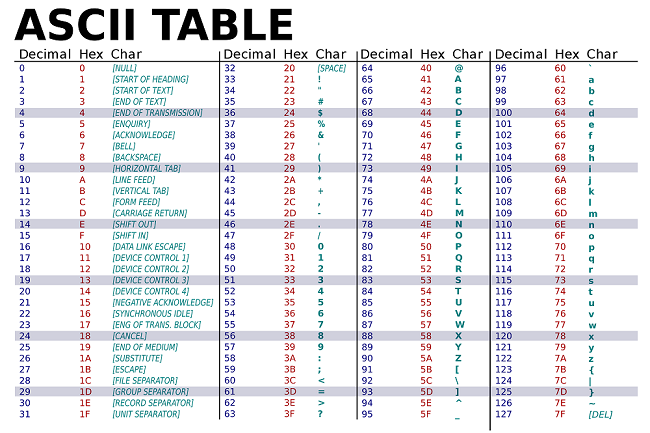 ASCII TABLE
Decimal Hex Char Decimal Hex Char Decimal Hex Char Decimal Hex Char
0 0 [NULL] 32 20 [SPACE] 64 40 @ 96 60 `
1 1 [START OF HEADING] 33 21 ! 65 41 A 97 61 a
2 2 [START OF TEXT] 34 22 " 66 42 B 98 62 b
3 3 [END OF TEXT] 35 23 # 67 43 C 99 63 c
4 4 [END OF TRANSMISSION] 36 24 $ 68 44 D 100 64 d
5 5 [ENQUIRY] 37 25 % 69 45 E 101 65 e
6 6 [ACKNOWLEDGE] 38 26 & 70 46 F 102 66 f
7 7 [BELL] 39 27 ' 71 47 G 103 67 g
8 8 [BACKSPACE] 40 28 ( 72 48 H 104 68 h
9 9 [HORIZONTAL TAB] 41 29 ) 73 49 I 105 69 i
10 A [LINE FEED] 42 2A * 74 4A J 106 6A j
11 B [VERTICAL TAB] 43 2B + 75 4B K 107 6B k
12 C [FORM FEED] 44 2C , 76 4C L 108 6C l
13 D [CARRIAGE RETURN] 45 2D - 77 4D M 109 6D m
14 E [SHIFT OUT] 46 2E . 78 4E N 110 6E n
15 F [SHIFT IN] 47 2F / 79 4F O 111 6F o
16 10 [DATA LINK ESCAPE] 48 30 0 80 50 P 112 70 p
17 11 [DEVICE CONTROL 1] 49 31 1 81 51 Q 113 71 q
18 12 [DEVICE CONTROL 2] 50 32 2 82 52 R 114 72 r
19 13 [DEVICE CONTROL 3] 51 33 3 83 53 S 115 73 s
20 14 [DEVICE CONTROL 4] 52 34 4 84 54 T 116 74 t
21 15 [NEGATIVE ACKNOWLEDGE] 53 35 5 85 55 U 117 75 u
22 16 [SYNCHRONOUS IDLE] 54 36 6 86 56 V 118 76 v
23 17 [ENG OF TRANS. BLOCK] 55 37 7 87 57 W 119 77 w
24 18 [CANCEL] 56 38 8 88 58 X 120 78 x
25 19 [END OF MEDIUM] 57 39 9 89 59 Y 121 79 y
26 1A [SUBSTITUTE] 58 3A : 90 5A Z 122 7A z
27 1B [ESCAPE] 59 3B ; 91 5B [ 123 7B {
28 1C [FILE SEPARATOR] 60 3C < 92 5C \ 124 7C |
29 1D [GROUP SEPARATOR] 61 3D = 93 5D ] 125 7D }
30 1E [RECORD SEPARATOR] 62 3E > 94 5E ^ 126 7E ~
31 1F [UNIT SEPARATOR] 63 3F ? 95 5F _ 127 7F [DEL]